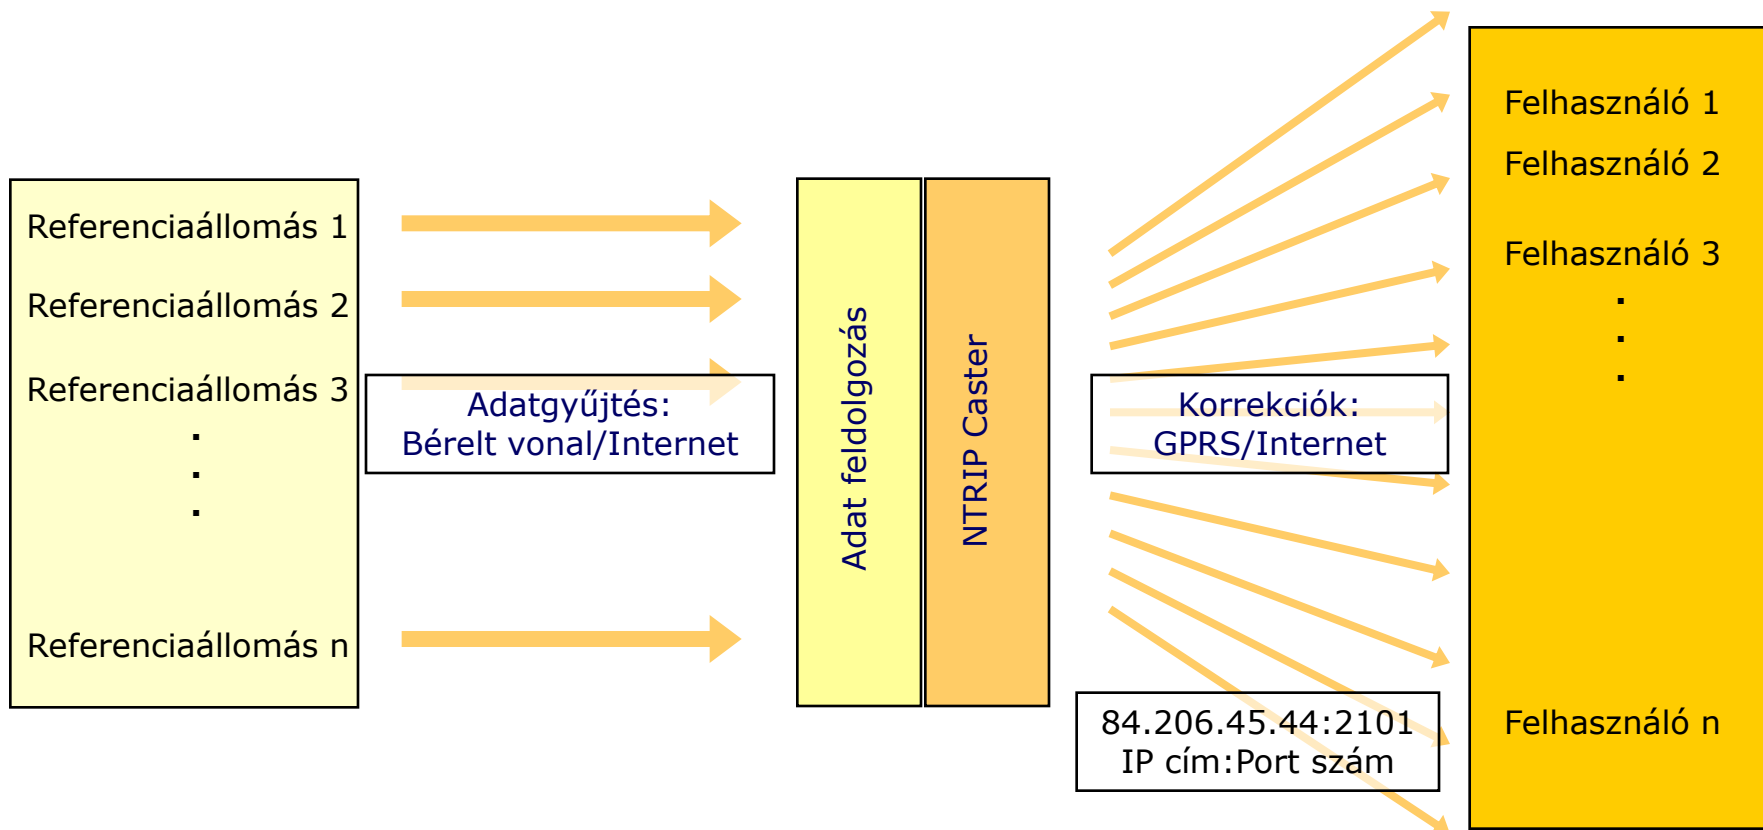 Referenciaállomás 1
Referenciaállomás 2
Referenciaállomás 3
.
.
.
Referenciaállomás n
Adatgyűjtés:
Bérelt vonal/Internet
Adat feldolgozás
NTRIP Caster
Korrekciók:
GPRS/Internet
84.206.45.44:2101
IP cím:Port szám
Felhasználó 1
Felhasználó 2
Felhasználó 3
.
.
.
Felhasználó n